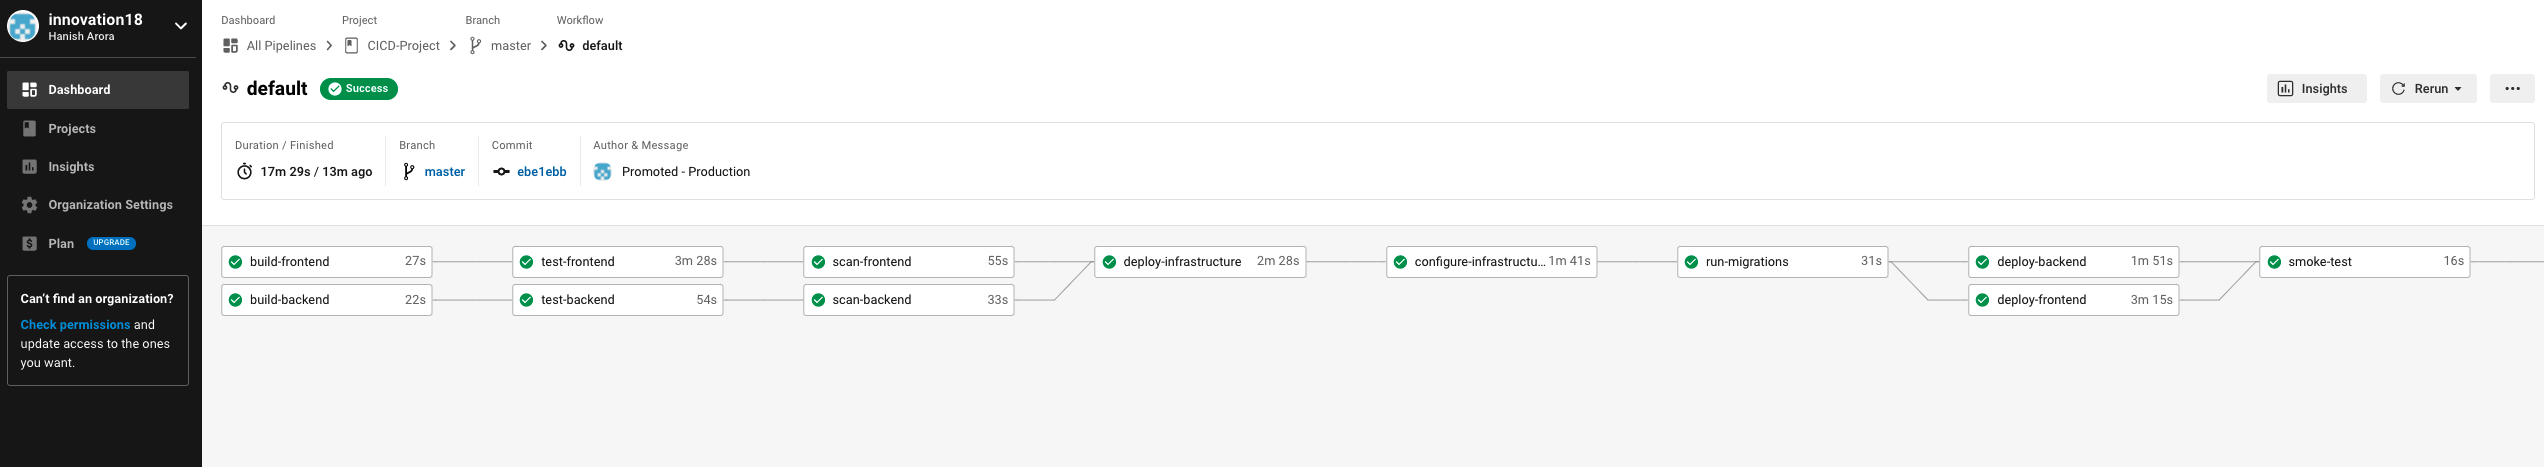 innovation18
Hanish Arora
Dashboard
Projects
Insights
Organization Settings
Plan UPGRADE
Can't find an organization?
Check permissions and
update access to the ones
you want.
Dashboard Project Branch Workflow
All Pipelines CICD-Project master default
default Success
Insights Rerun
Duration / Finished Branch Commit Author & Message
17m 29s / 13m ago master ebe1ebb Promoted - Production
build-frontend 27s test-frontend 3m 28s scan-frontend 55s deploy-infrastructure 2m 28s configure-infrastructu... 1m 41s run-migrations 31s deploy-backend 1m 51s smoke-test 16s
build-backend 22s test-backend 54s scan-backend 33s deploy-frontend 3m 15s